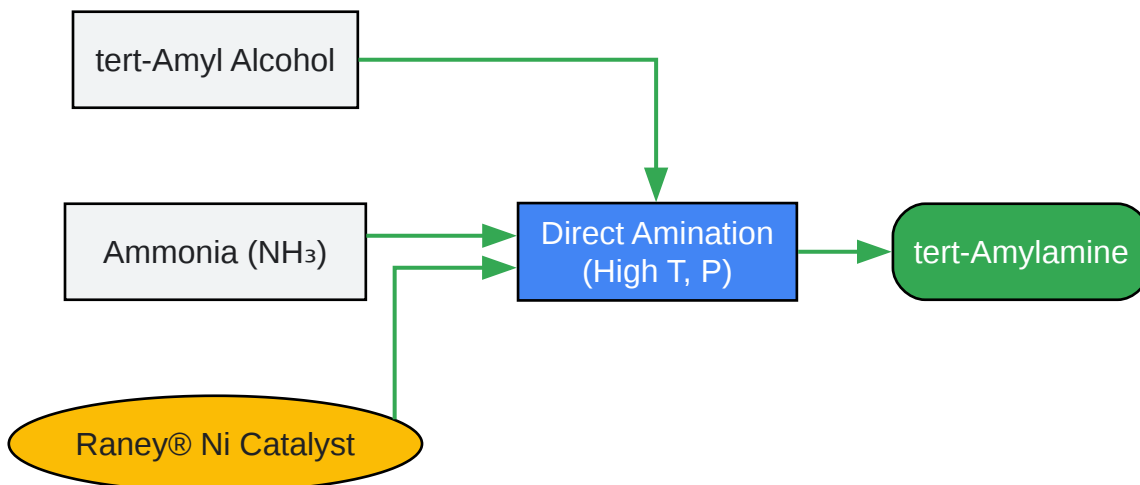 tert-Amyl Alcohol
Ammonia (NH₃)
Direct Amination
(High T, P)
tert-Amylamine
Raney® Ni Catalyst